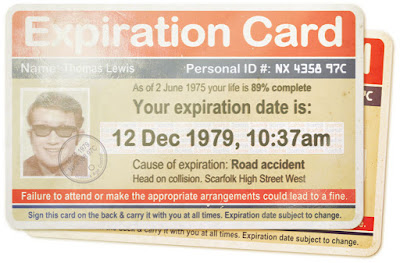 Expiration Card
Name: Thomas Lewis Personal ID #: NX 4358 97C
As of 2 June 1975 your life is 89% complete
Your expiration date is:
12 Dec 1979, 10:37am
Cause of expiration: Road accident
Head on collision. Scarfolk High Street West
Failure to attend or make the appropriate arrangements could lead to a fine.
Sign this card on the back & carry it with you at all times. Expiration date subject to change.
& carry it with you at all times. Expiration date subject to change.